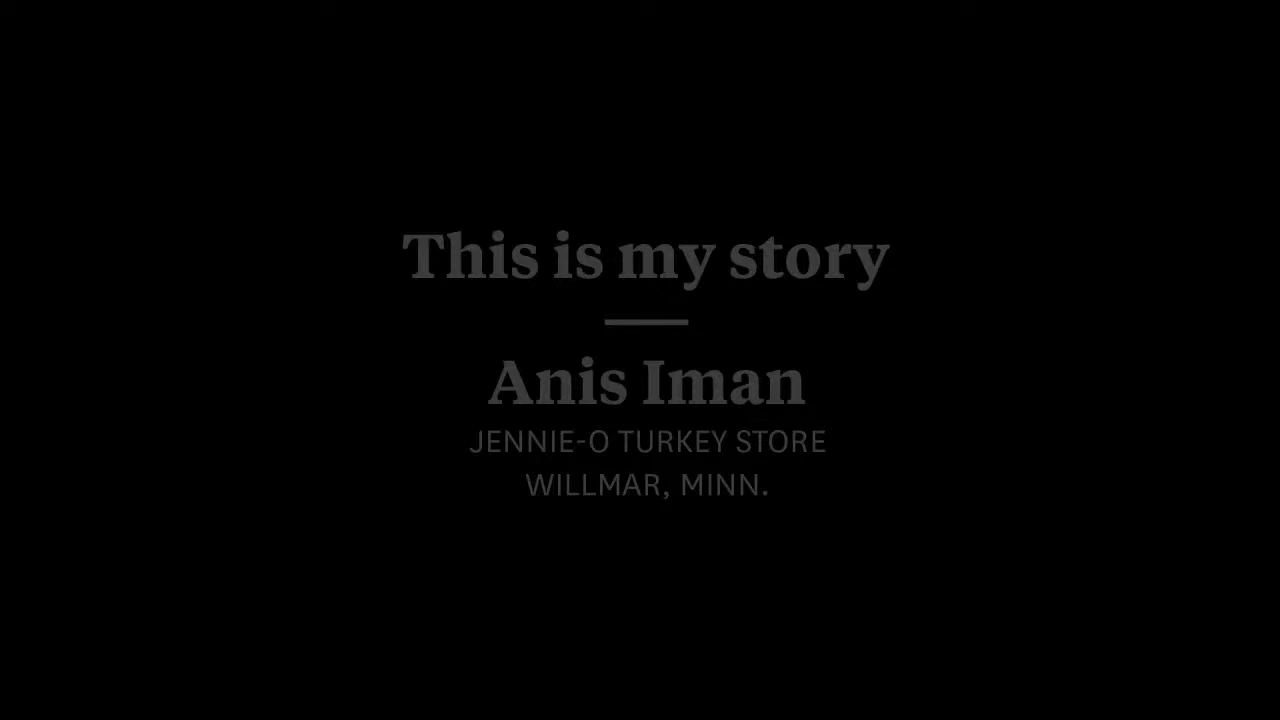 This is my story
Anis Iman
JENNIE-O TURKEY STORE
WILLMAR, MINN.